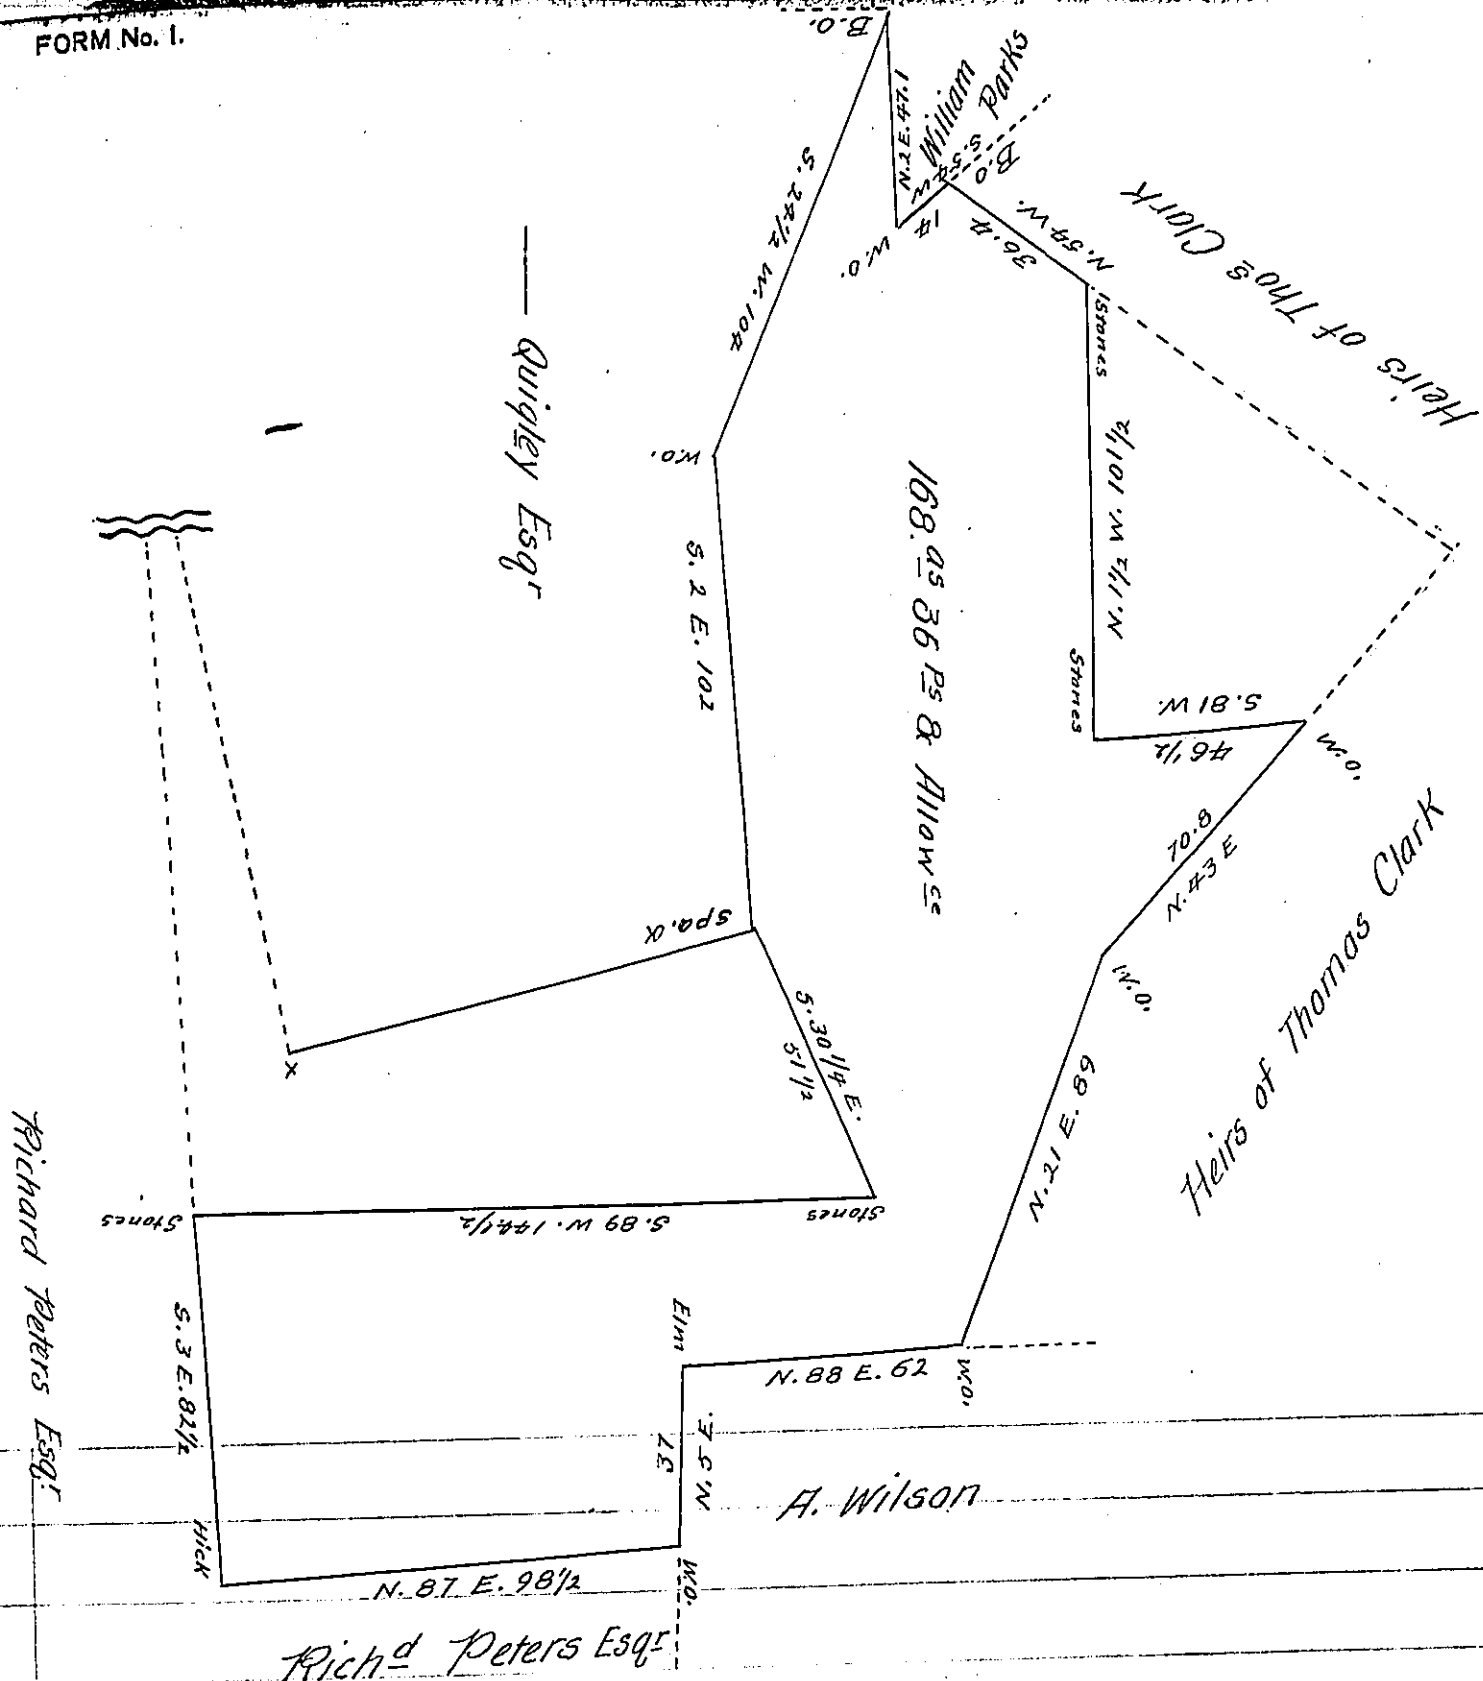 FORM No. 1.
B.O.
N.2 E.47.1
William
Parks
S.54 W
14
B.O
W.O.
N.54 W.
36.4
Heirs of Thoˢ Clark
Stones
N.1½ W. 101½
Stones
S.81 W.
46½
W.O.
70.8
N.43 E
W.O.
Heirs of Thomas Clark
N.21 E. 89
W.O.
N.88 E. 62
Elm
N.5 E.
37
A. Wilson
W.O.
N.87 E. 98½
Richᵈ Peters Esqʳ
Hick
S.3 E.82½
Richard Peters Esqʳ
Stones
S.89 W. 144½
Stones
S.30¼ E.
51½
Spa.O
x
S. 2 E. 102
W.O.
S. 24½ W. 104
— Quigley Esqʳ
168.ᵃˢ 36 Pˢ & Allowᶜᵉ